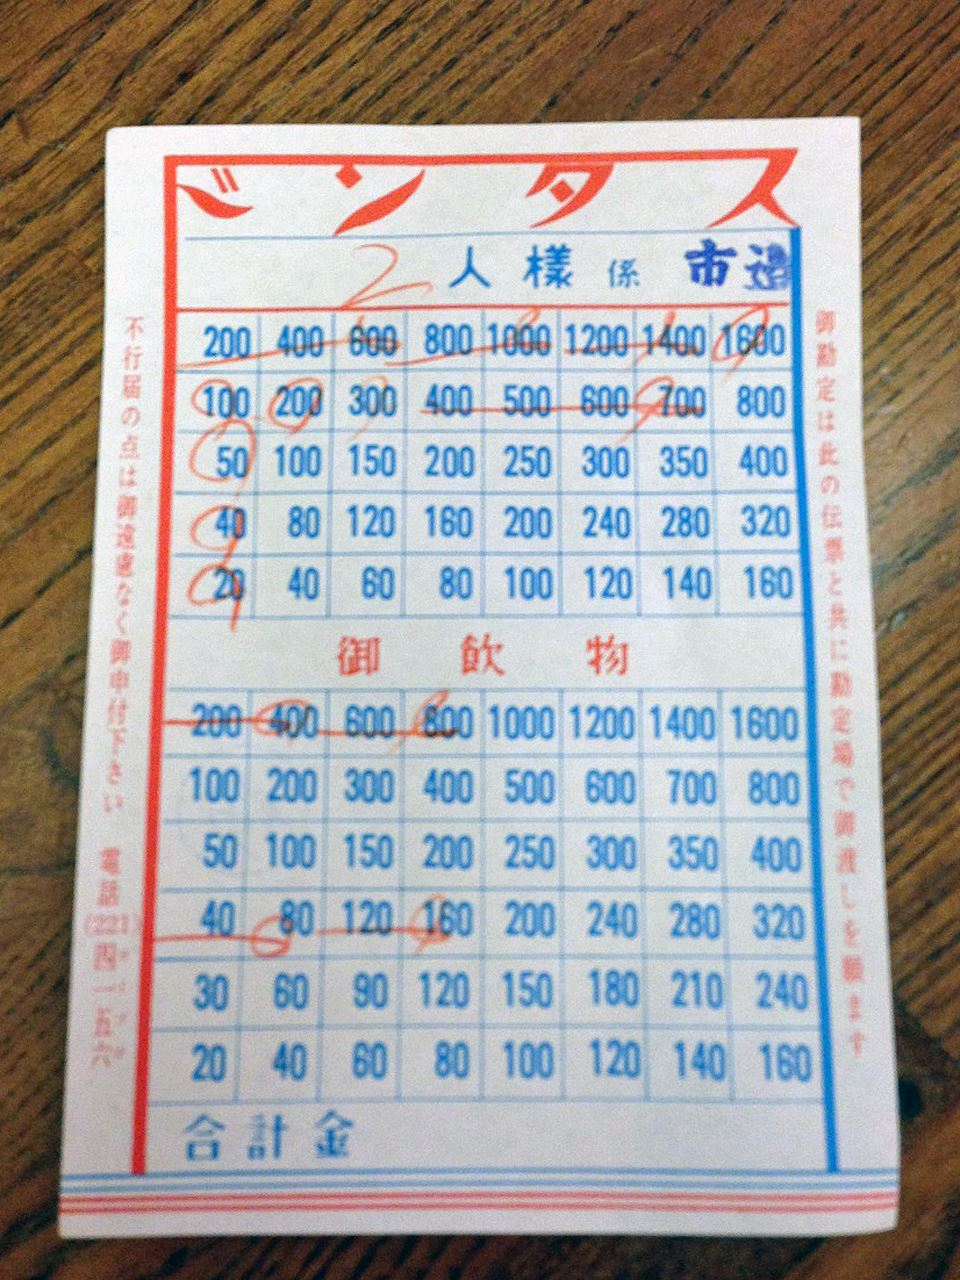 ベンタス
2人様係 市邉
200 400 600 800 1000 1200 1400 1600
100 200 300 400 500 600 700 800
50 100 150 200 250 300 350 400
40 80 120 160 200 240 280 320
20 40 60 80 100 120 140 160
御飲物
200 400 600 800 1000 1200 1400 1600
100 200 300 400 500 600 700 800
50 100 150 200 250 300 350 400
40 80 120 160 200 240 280 320
30 60 90 120 150 180 210 240
20 40 60 80 100 120 140 160
合計金
御勘定は此の伝票と共に勘定場で御渡しを願ます
不行届の点は御遠慮なく御申付下さい 電話(221)四一五六